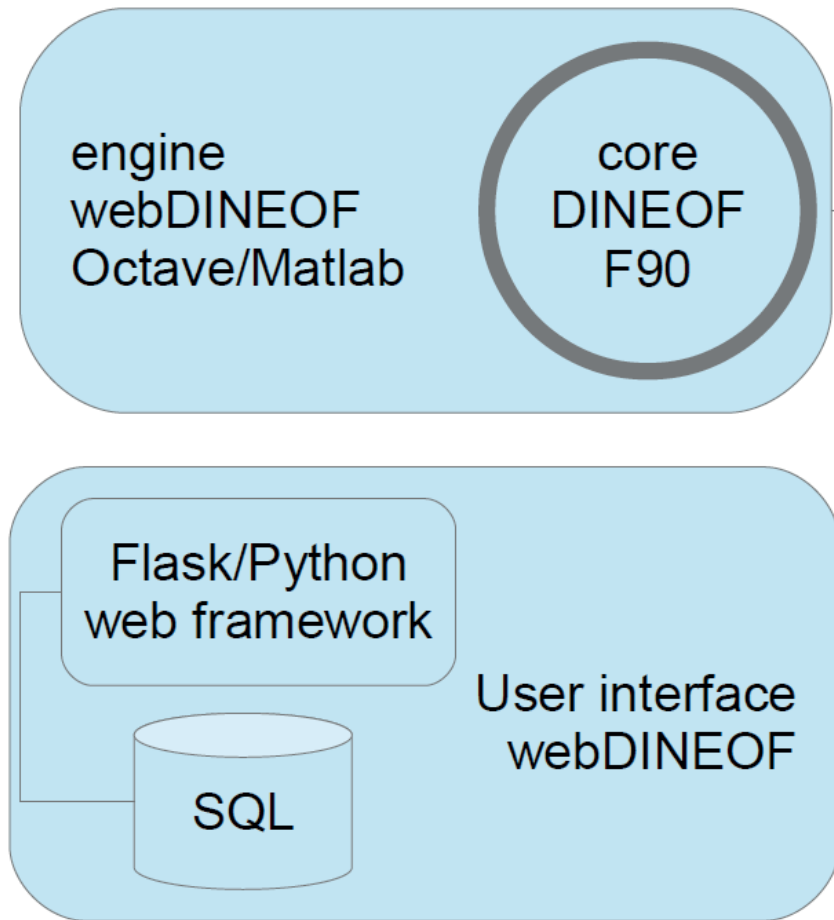 engine
webDINEOF
Octave/Matlab
core
DINEOF
F90
Flask/Python
web framework
User interface
webDINEOF
SQL